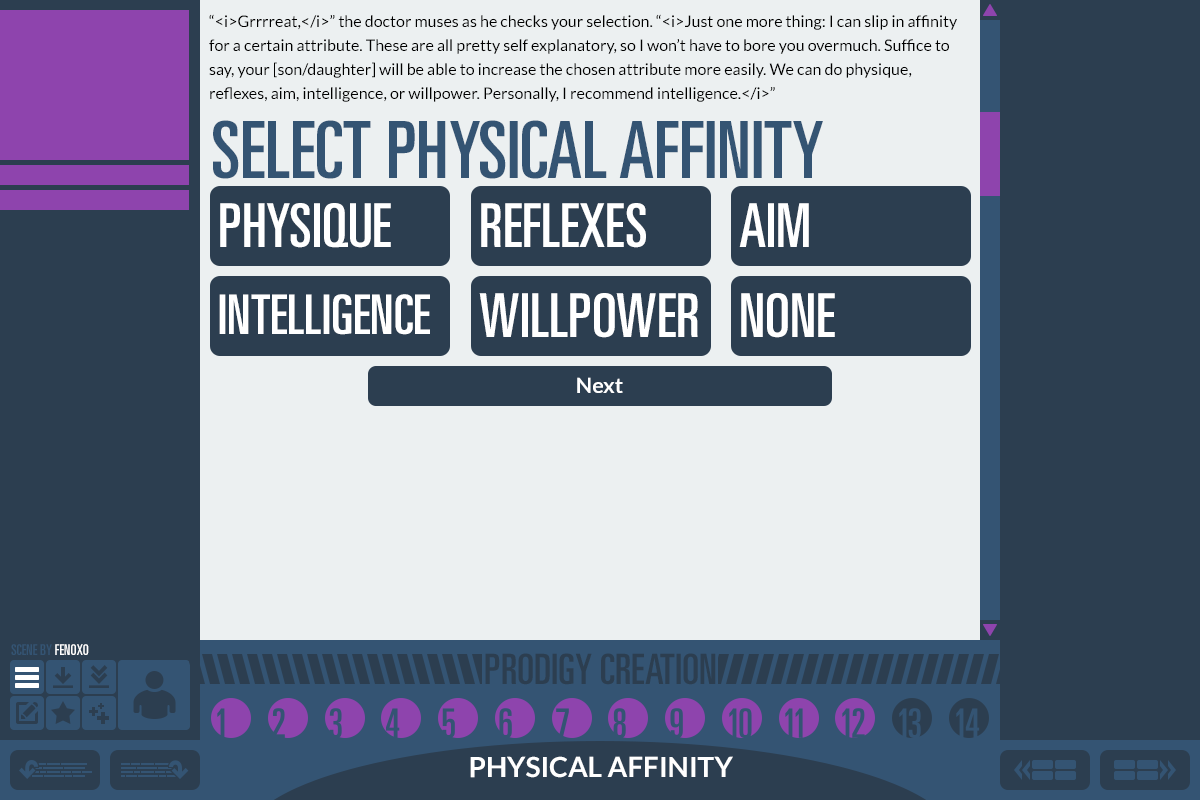 “<i>Grrrreat,</i>” the doctor muses as he checks your selection. “<i>Just one more thing: I can slip in affinity
for a certain attribute. These are all pretty self explanatory, so I won’t have to bore you overmuch. Suffice to
say, your [son/daughter] will be able to increase the chosen attribute more easily. We can do physique,
reflexes, aim, intelligence, or willpower. Personally, I recommend intelligence.</i>”
SELECT PHYSICAL AFFINITY
PHYSIQUE REFLEXES AIM
INTELLIGENCE WILLPOWER NONE
Next
SCENE BY FENOXO
PRODIGY CREATION
1 2 3 4 5 6 7 8 9 10 11 12 13 14
PHYSICAL AFFINITY